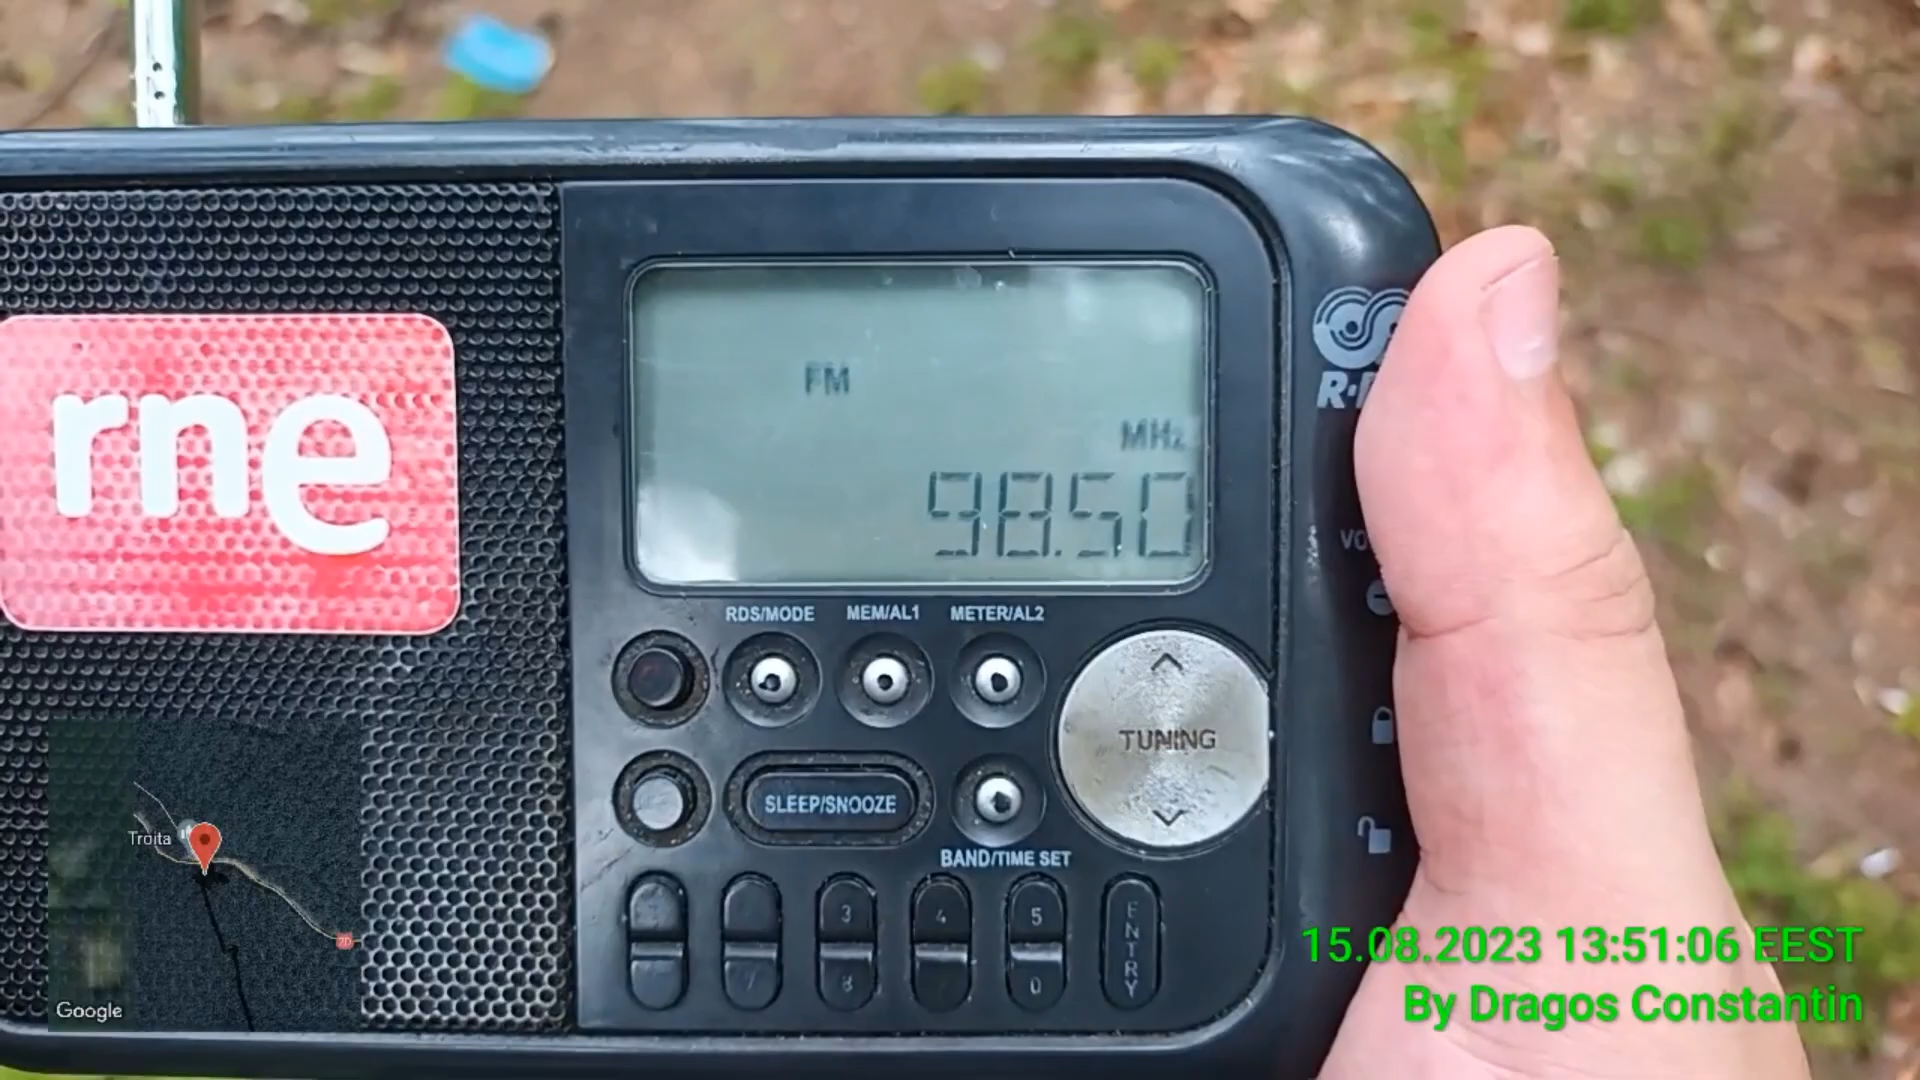 FM
MHz
98.50
rne
VO
RDS/MODE MEM/AL1 METER/AL2
TUNING
SLEEP/SNOOZE
BAND/TIME SET
Troita
3 4 5
8 0
ENTRY
Google
15.08.2023 13:51:06 EEST
By Dragos Constantin